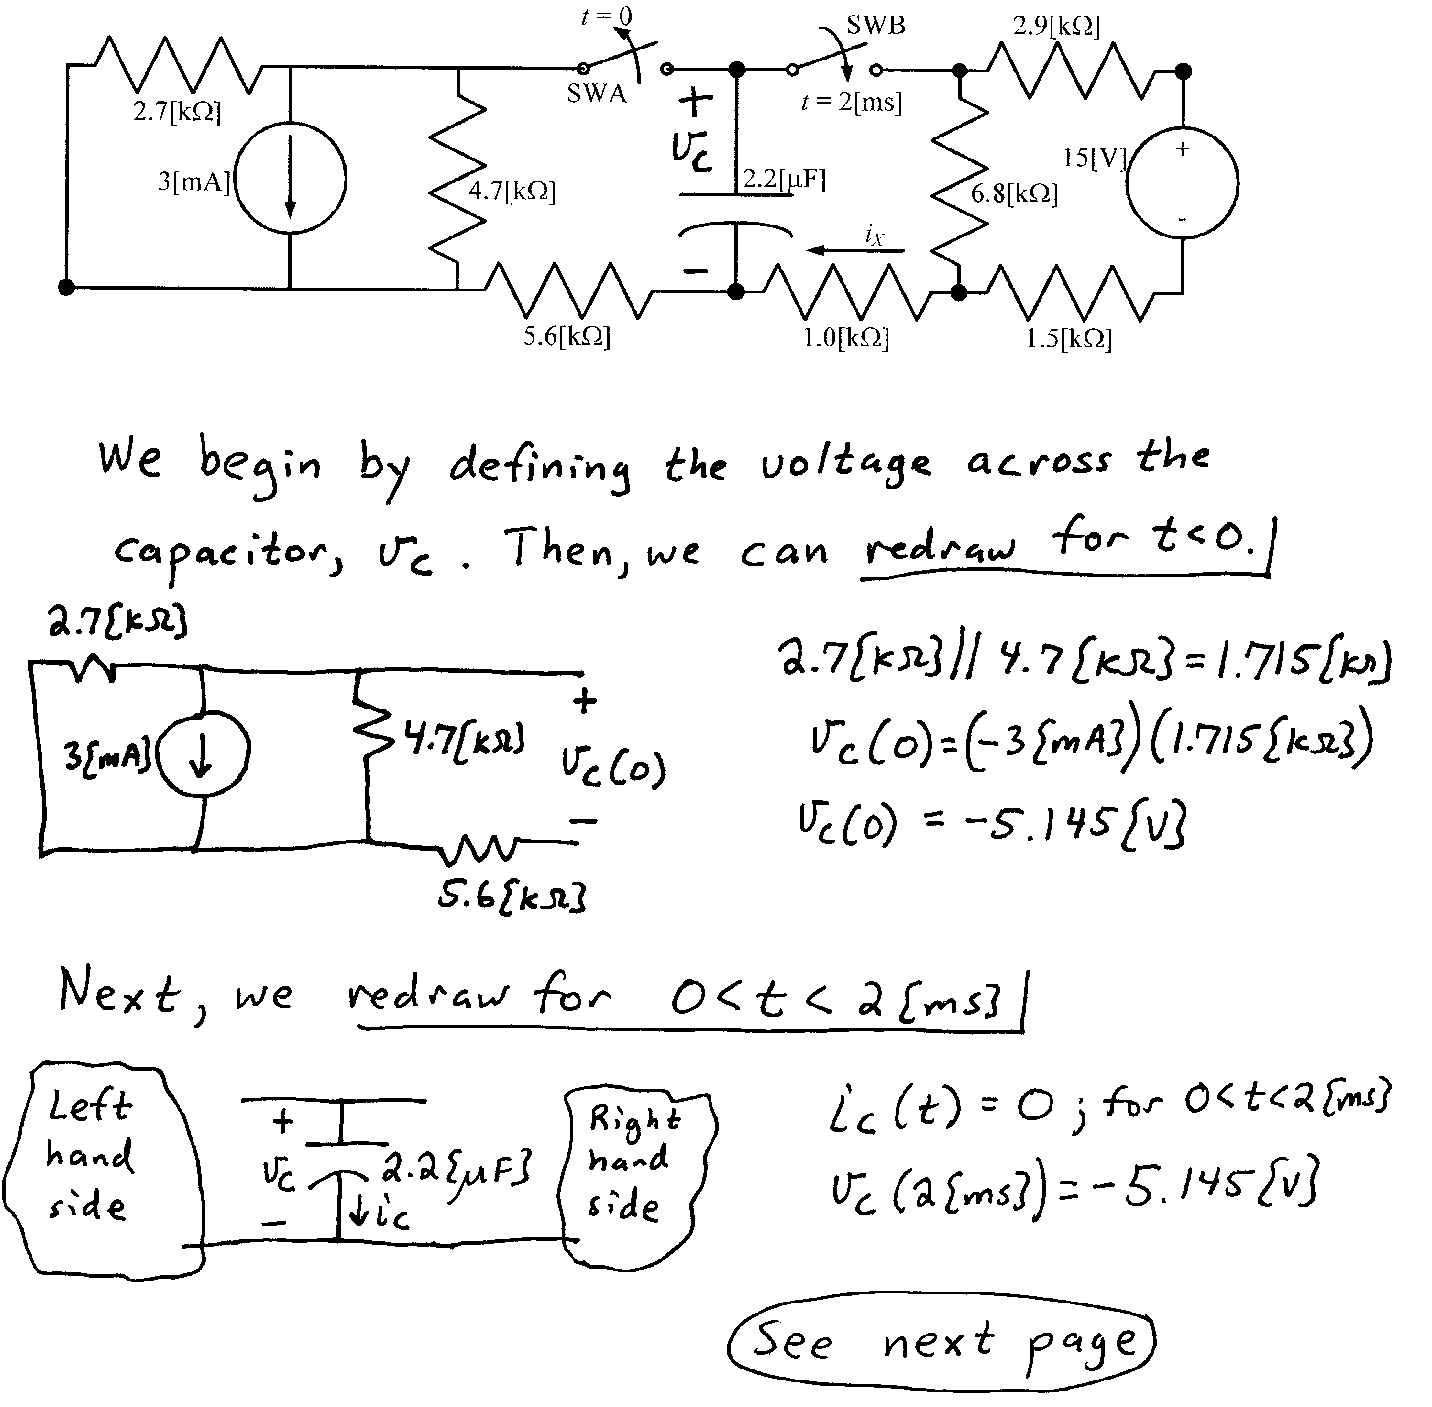 t = 0
SWB
2.9[kΩ]
SWA
t = 2[ms]
2.7[kΩ]
+
v_c
3[mA]
4.7[kΩ]
2.2[μF]
6.8[kΩ]
15[V]
+
-
i_X
−
5.6[kΩ]
1.0[kΩ]
1.5[kΩ]
We begin by defining the voltage across the
capacitor, v_c. Then, we can redraw for t<0.
2.7[kΩ]
3[mA]
4.7[kΩ]
+
v_c(0)
−
5.6[kΩ]
2.7[kΩ]//4.7[kΩ]=1.715[kΩ]
v_c(0)=(-3[mA])(1.715[kΩ])
v_c(0) = -5.145[V]
Next, we redraw for 0<t<2[ms]
Left
hand
side
+
v_c
−
2.2[μF]
i_c
Right
hand
side
i_c(t) = 0 ; for 0<t<2[ms]
v_c(2[ms])=-5.145[V]
See next page